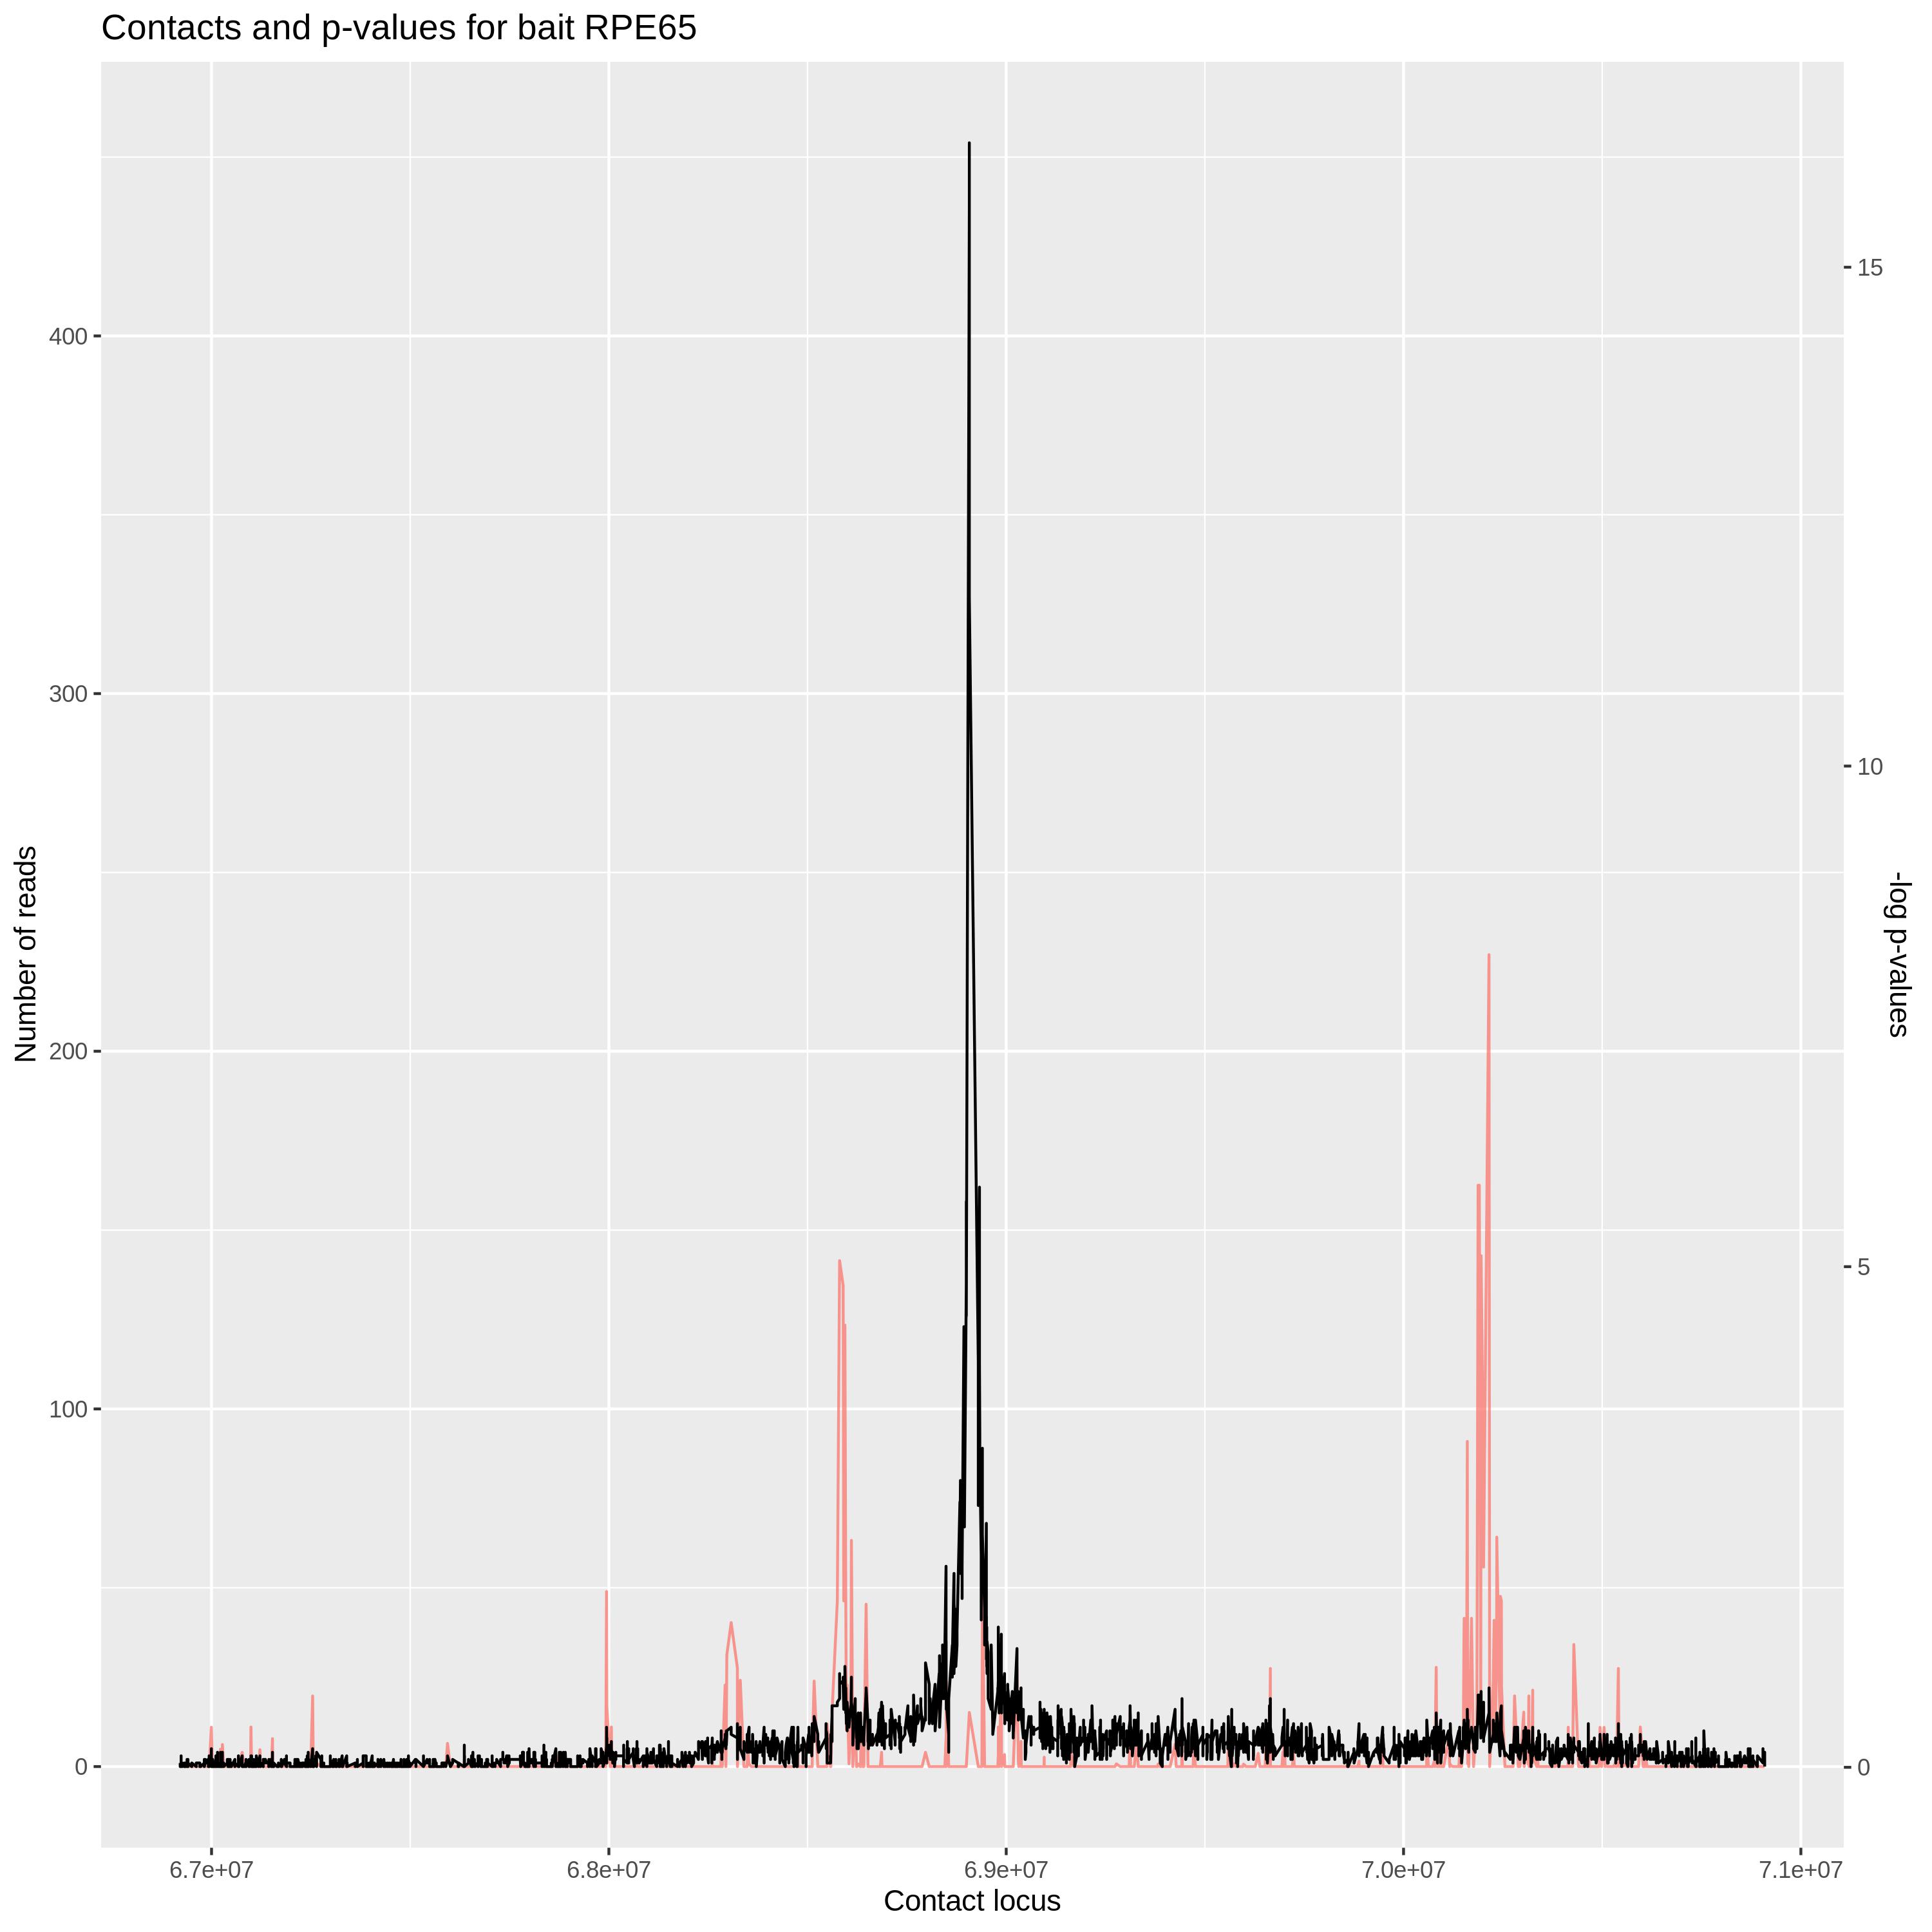 Contacts and p-values for bait RPE65
Number of reads
400
300
200
100
0
15
10
5
0
-log p-values
6.7e+07 6.8e+07 6.9e+07 7.0e+07 7.1e+07
Contact locus